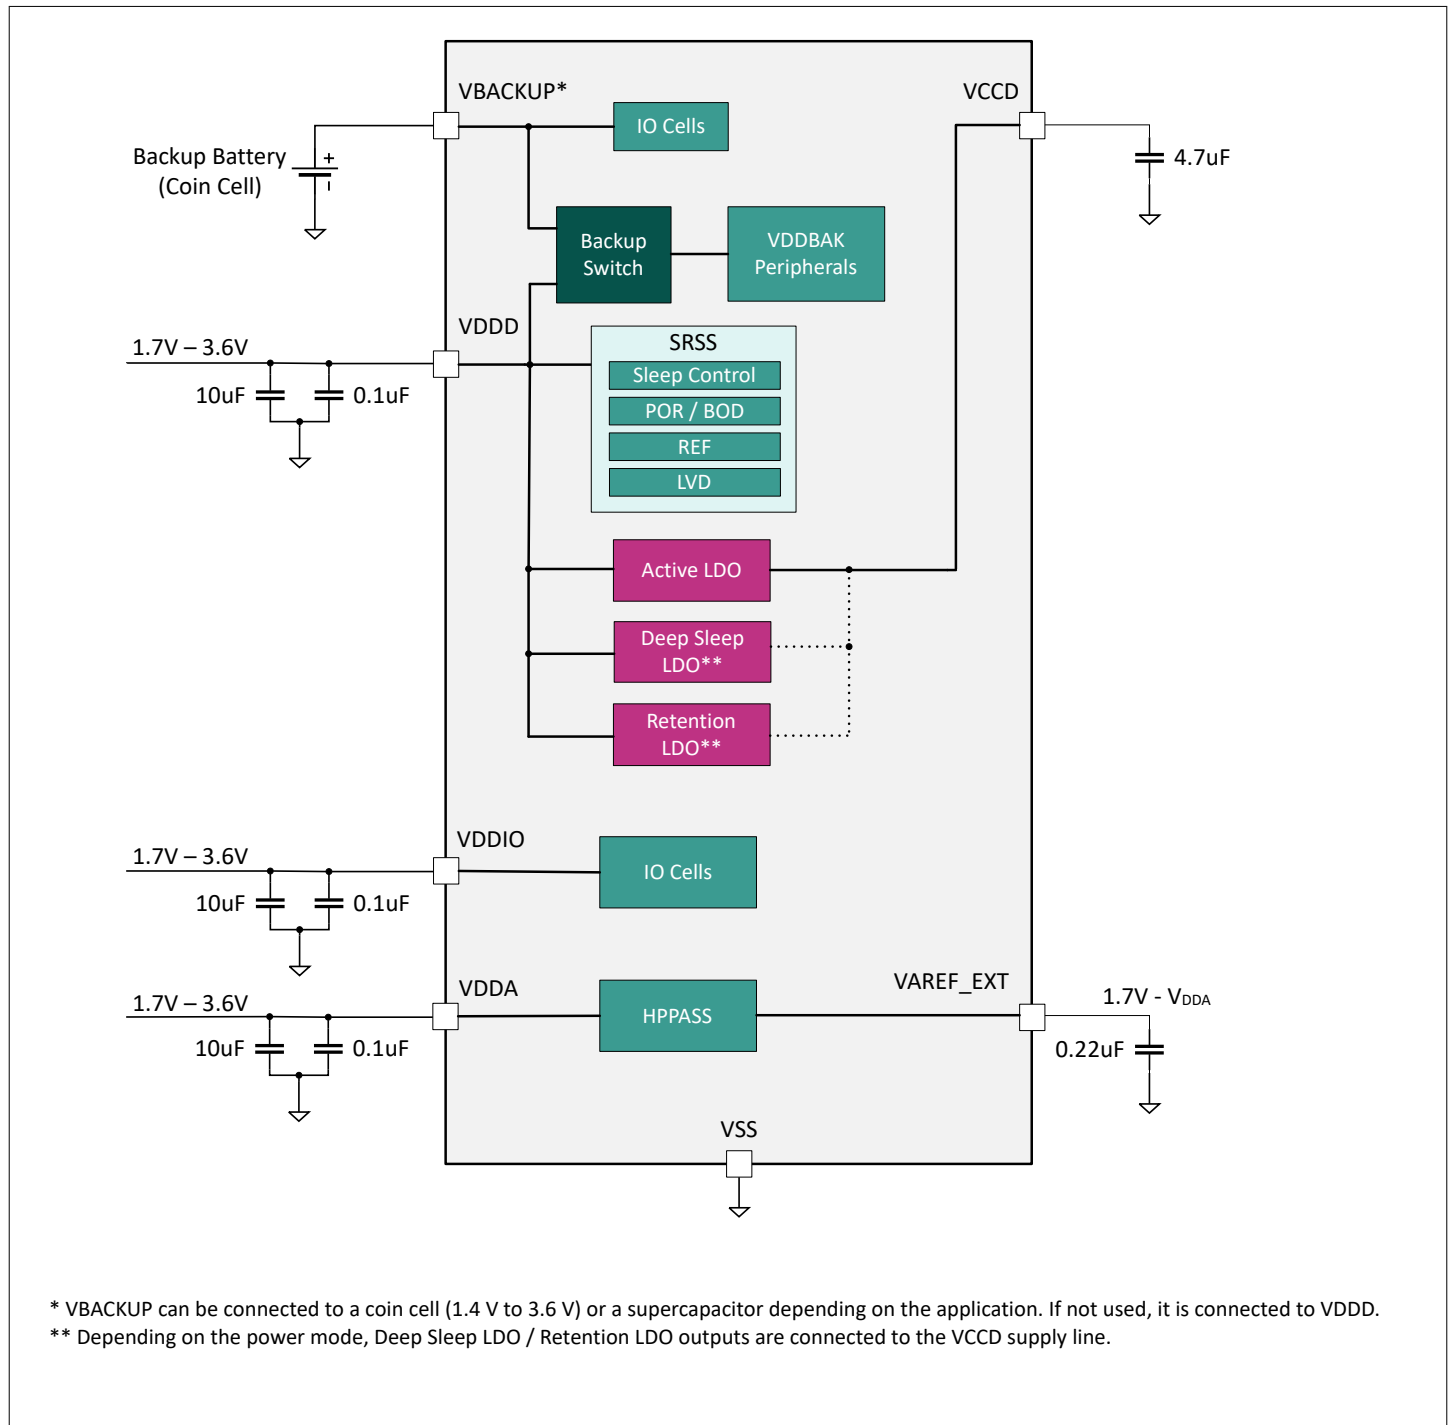 VBACKUP*
VCCD
IO Cells
Backup Battery
(Coin Cell)
+
-
4.7uF
Backup
Switch
VDDBAK
Peripherals
VDDD
1.7V – 3.6V
10uF
0.1uF
SRSS
Sleep Control
POR / BOD
REF
LVD
Active LDO
Deep Sleep
LDO**
Retention
LDO**
VDDIO
1.7V – 3.6V
10uF
0.1uF
IO Cells
VDDA
1.7V – 3.6V
10uF
0.1uF
HPPASS
VAREF_EXT
1.7V - VDDA
0.22uF
VSS
* VBACKUP can be connected to a coin cell (1.4 V to 3.6 V) or a supercapacitor depending on the application. If not used, it is connected to VDDD.
** Depending on the power mode, Deep Sleep LDO / Retention LDO outputs are connected to the VCCD supply line.